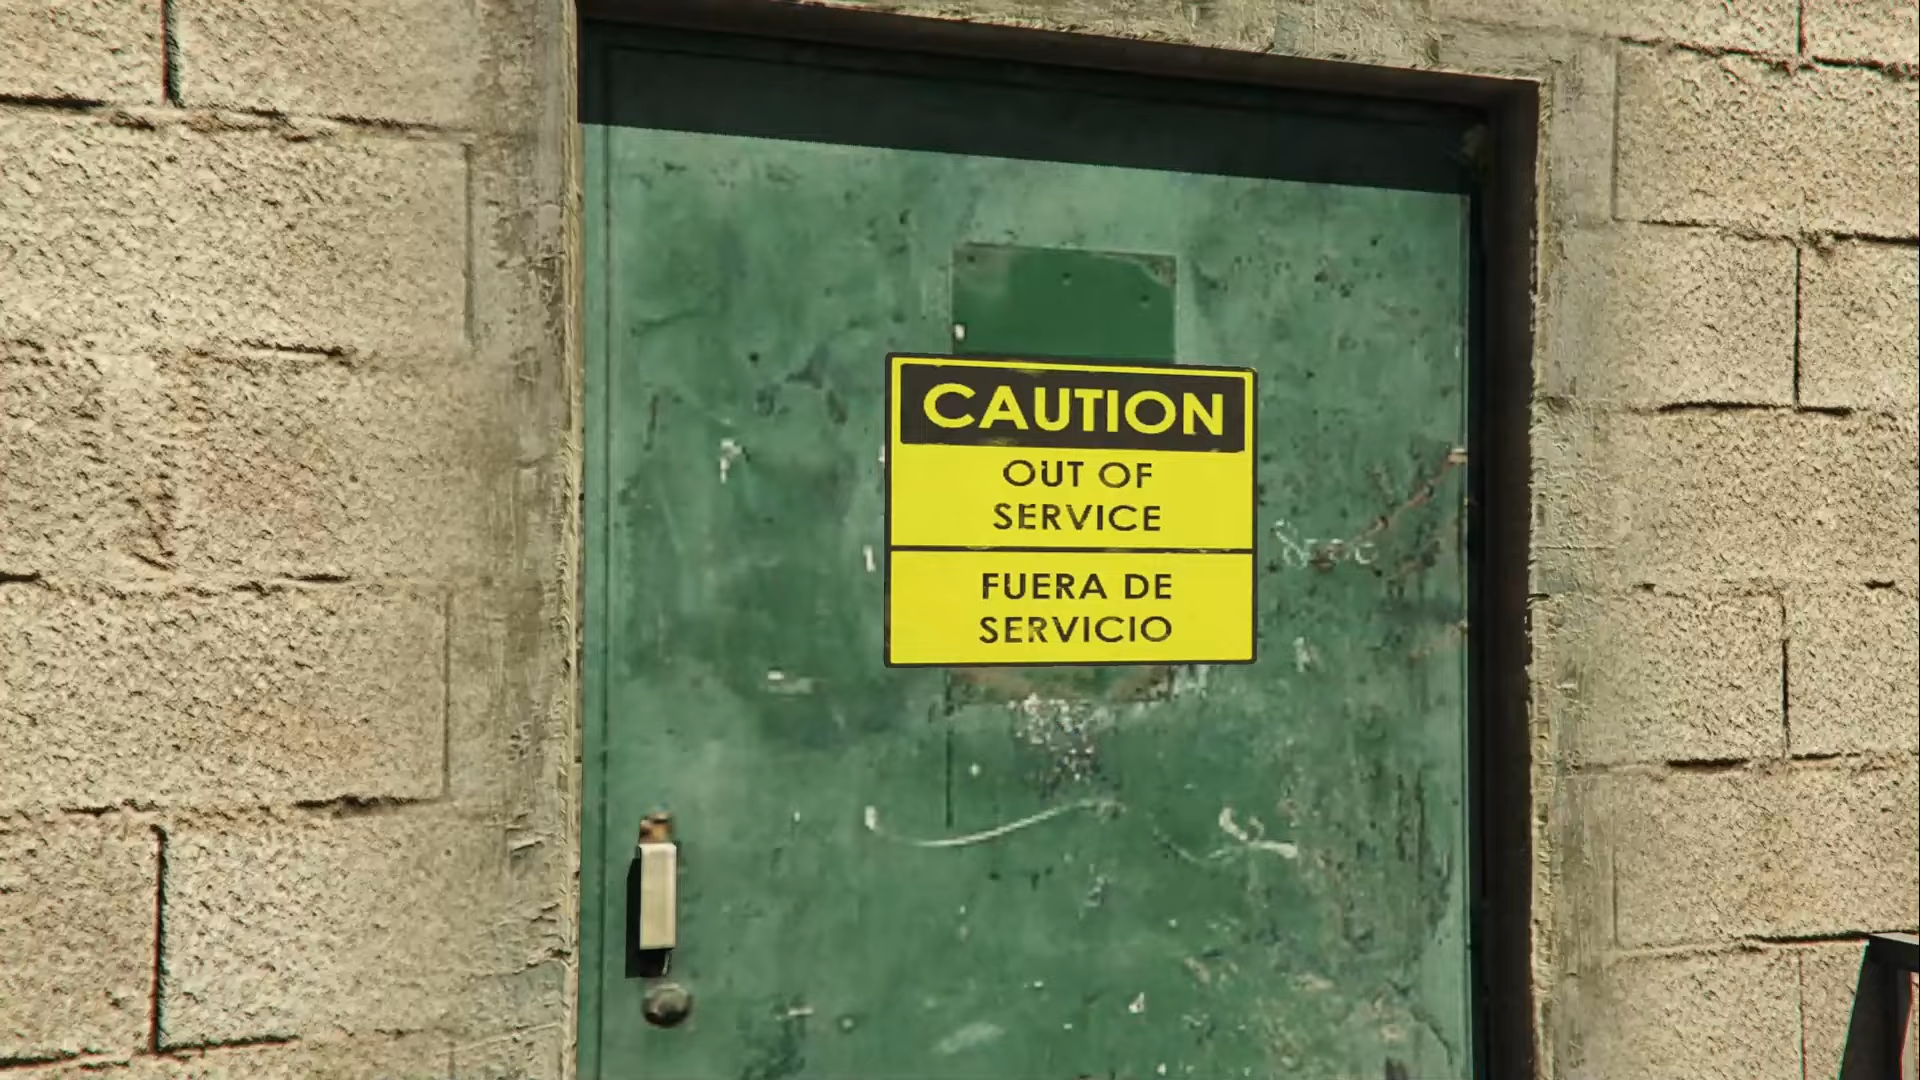 CAUTION
OUT OF
SERVICE
FUERA DE
SERVICIO